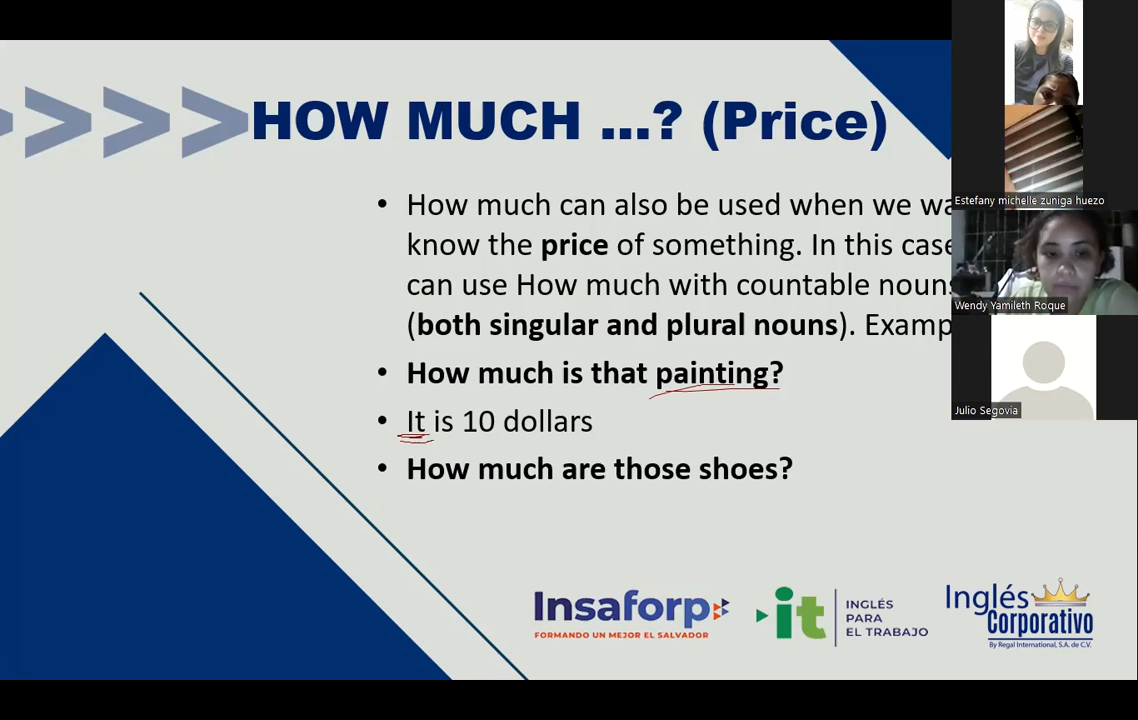 HOW MUCH ...? (Price)
• How much can also be used when we
know the price of something. In this case
can use How much with countable nouns
(both singular and plural nouns).
• How much is that painting?
• It is 10 dollars
• How much are those shoes?
Estefany michelle zuniga huezo
Wendy Yamileth Roque
Julio Segovia
Insaforp
FORMANDO UN MEJOR EL SALVADOR
it
INGLÉS
PARA
EL TRABAJO
Inglés
Corporativo
By Regal International, S.A. de C.V.